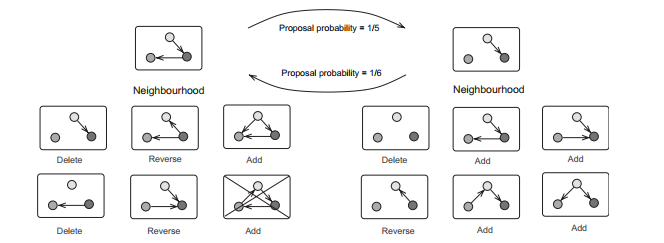 Proposal probability = 1/5
Proposal probability = 1/6
Neighbourhood
Neighbourhood
Delete
Reverse
Add
Delete
Add
Add
Delete
Reverse
Add
Reverse
Add
Add